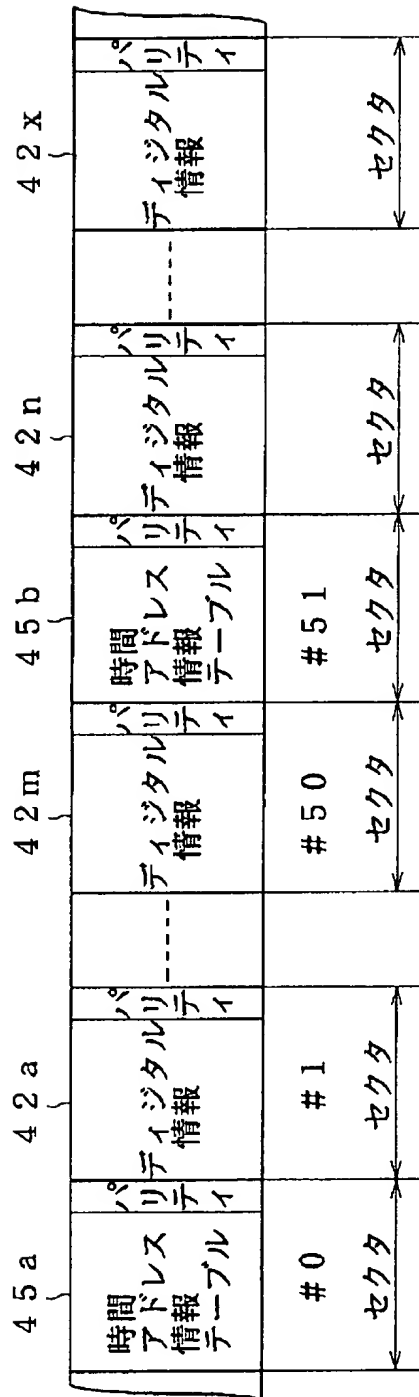 45a 42a 42m 45b 42n 42x
時間
アドレス
情報
テーブル
パリティ
ディジタル
情報
パリティ
ディジタル
情報
パリティ
時間
アドレス
情報
テーブル
パリティ
ディジタル
情報
パリティ
ディジタル
情報
パリティ
#0 #1 #50 #51
セクタ セクタ セクタ セクタ セクタ セクタ